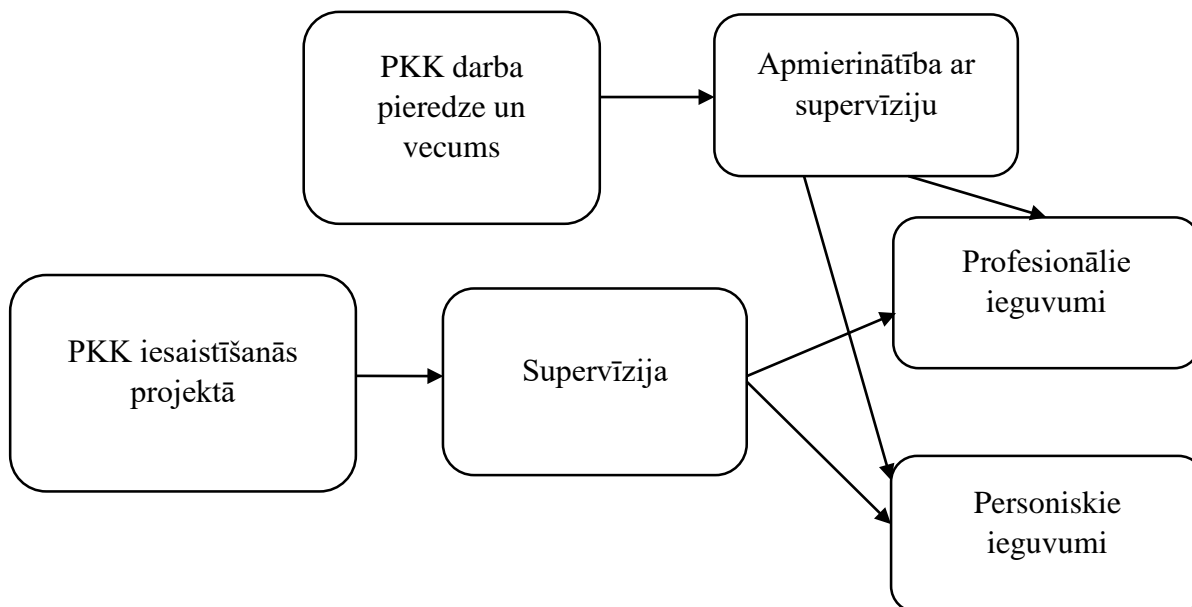 PKK darba
pieredze un
vecums
Apmierinātība ar
supervīziju
Profesionālie
ieguvumi
PKK iesaistīšanās
projektā
Supervīzija
Personiskie
ieguvumi